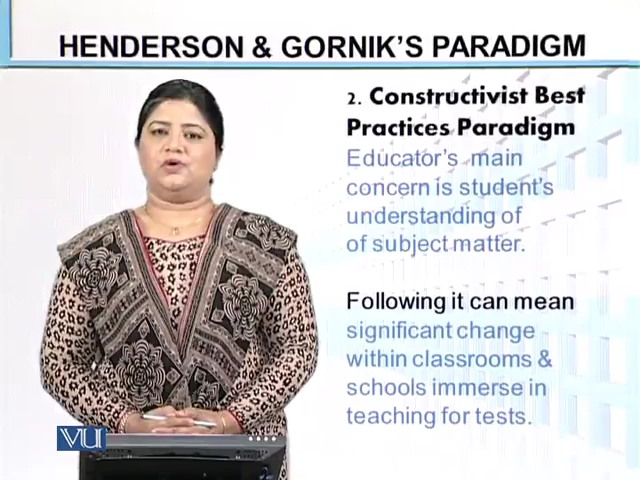 HENDERSON & GORNIK'S PARADIGM
2. Constructivist Best
Practices Paradigm
Educator's main
concern is student's
understanding of
of subject matter.
Following it can mean
significant change
within classrooms &
schools immerse in
teaching for tests.
VU